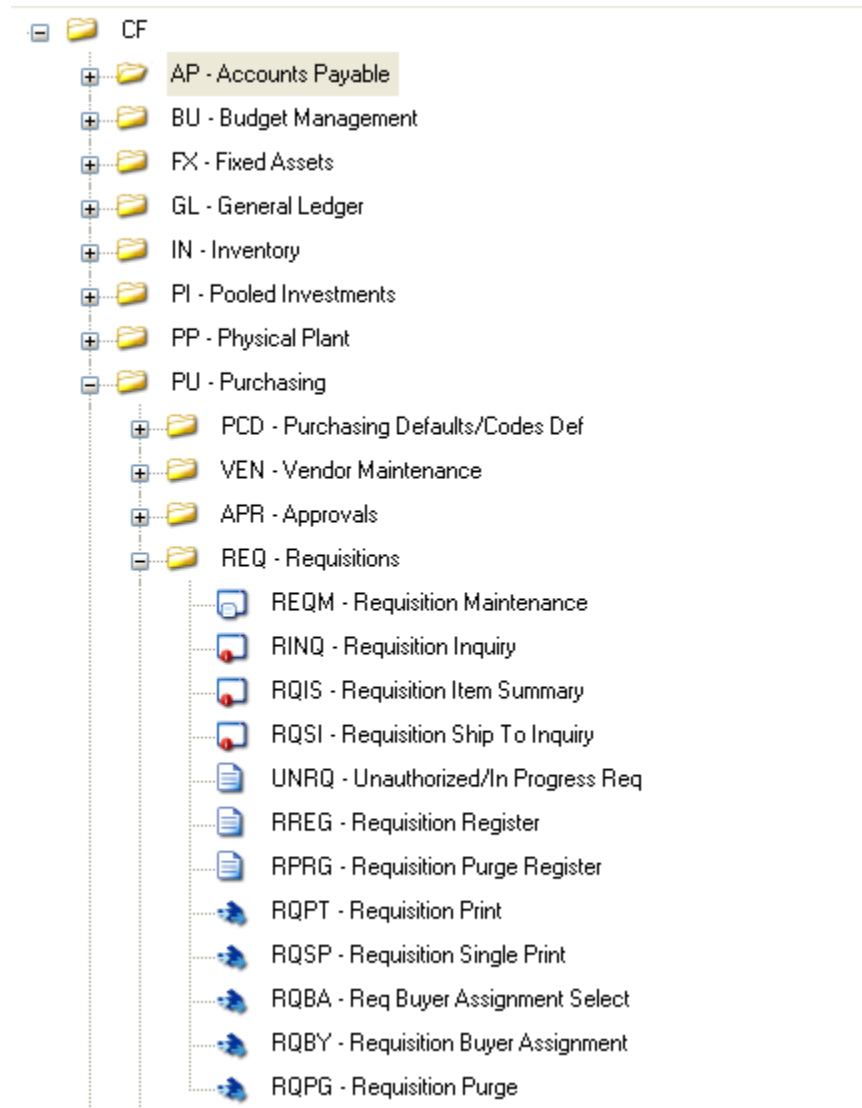 CF
AP - Accounts Payable
BU - Budget Management
FX - Fixed Assets
GL - General Ledger
IN - Inventory
PI - Pooled Investments
PP - Physical Plant
PU - Purchasing
PCD - Purchasing Defaults/Codes Def
VEN - Vendor Maintenance
APR - Approvals
REQ - Requisitions
REQM - Requisition Maintenance
RINQ - Requisition Inquiry
RQIS - Requisition Item Summary
RQSI - Requisition Ship To Inquiry
UNRQ - Unauthorized/In Progress Req
RREG - Requisition Register
RPRG - Requisition Purge Register
RQPT - Requisition Print
RQSP - Requisition Single Print
RQBA - Req Buyer Assignment Select
RQBY - Requisition Buyer Assignment
RQPG - Requisition Purge